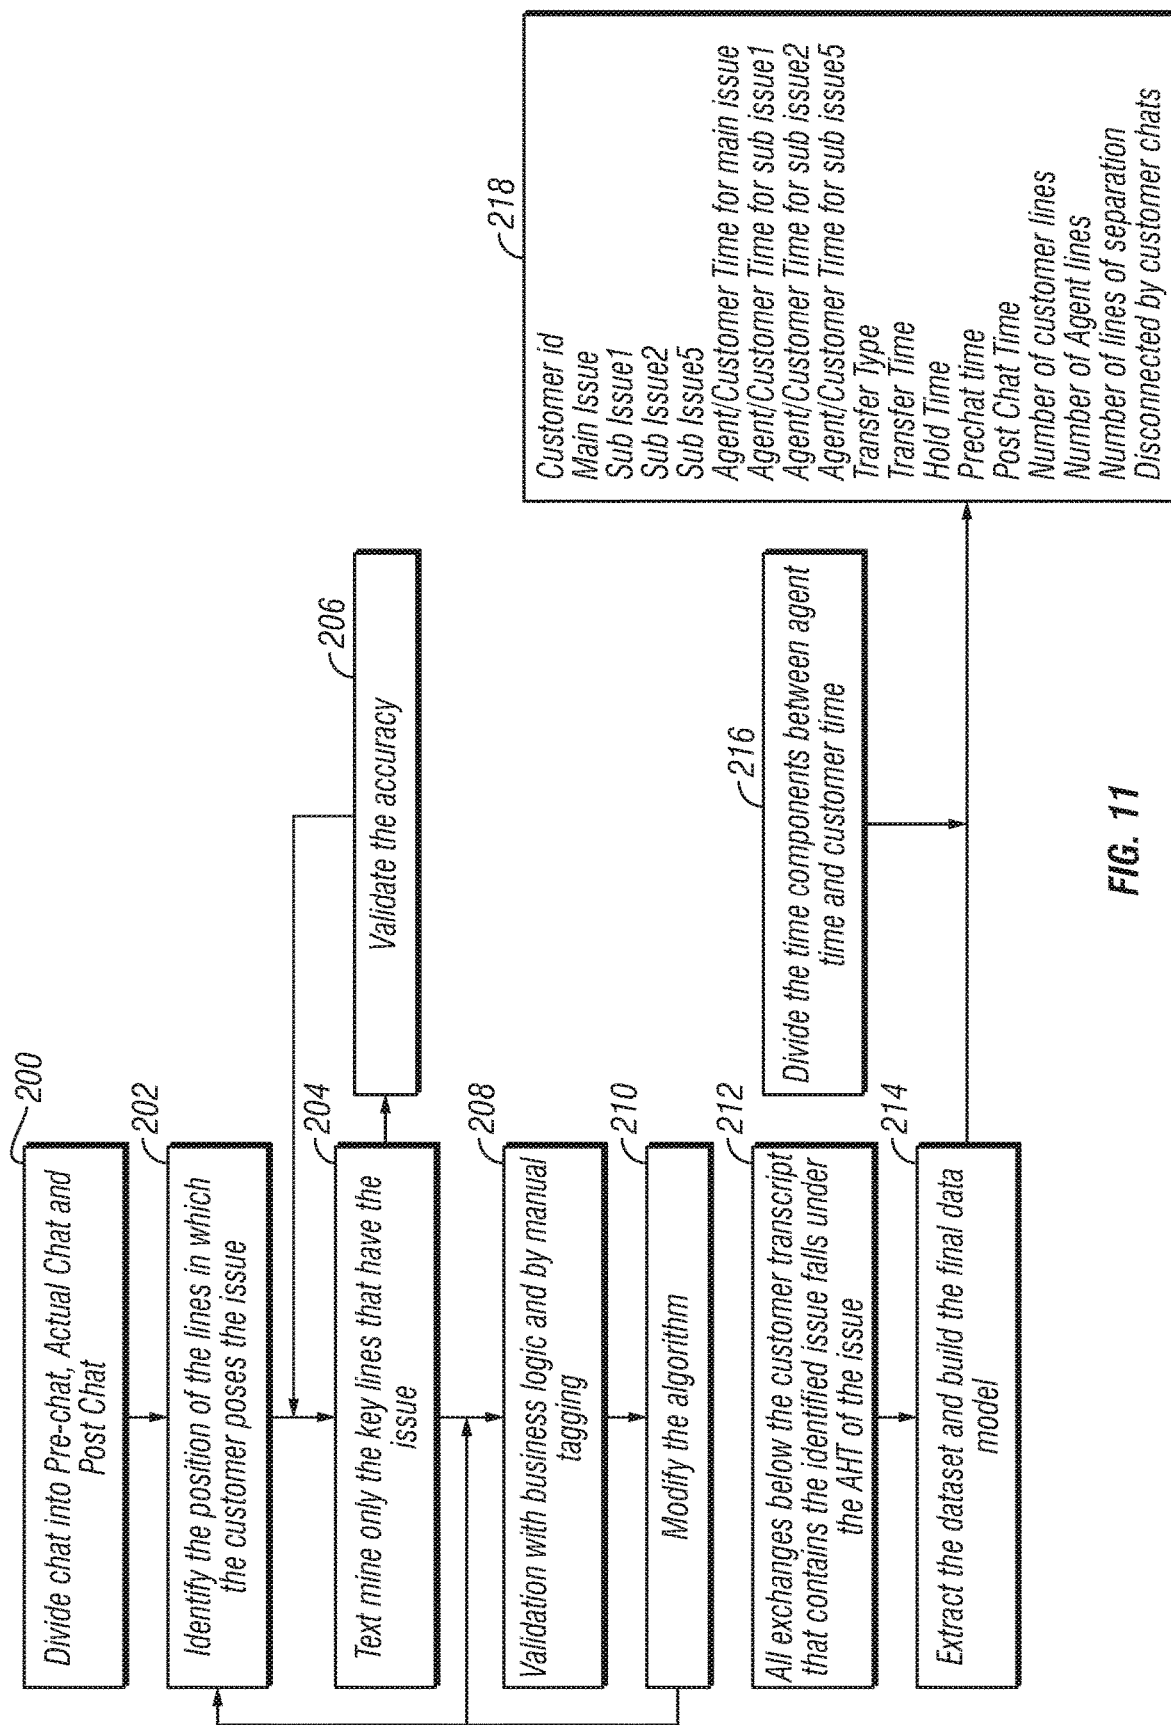 200
Divide chat into Pre-chat, Actual Chat and
Post Chat
202
Identify the position of the lines in which
the customer poses the issue
204
Text mine only the key lines that have the
issue
206
Validate the accuracy
208
Validation with business logic and by manual
tagging
210
Modify the algorithm
212
All exchanges below the customer transcript
that contains the identified issue falls under
the AHT of the issue
214
Extract the dataset and build the final data
model
216
Divide the time components between agent
time and customer time
218
Customer id
Main Issue
Sub Issue1
Sub Issue2
Sub Issue5
Agent/Customer Time for main issue
Agent/Customer Time for sub issue1
Agent/Customer Time for sub issue2
Agent/Customer Time for sub issue5
Transfer Type
Transfer Time
Hold Time
Prechat time
Post Chat Time
Number of customer lines
Number of Agent lines
Number of lines of separation
Disconnected by customer chats
FIG. 11